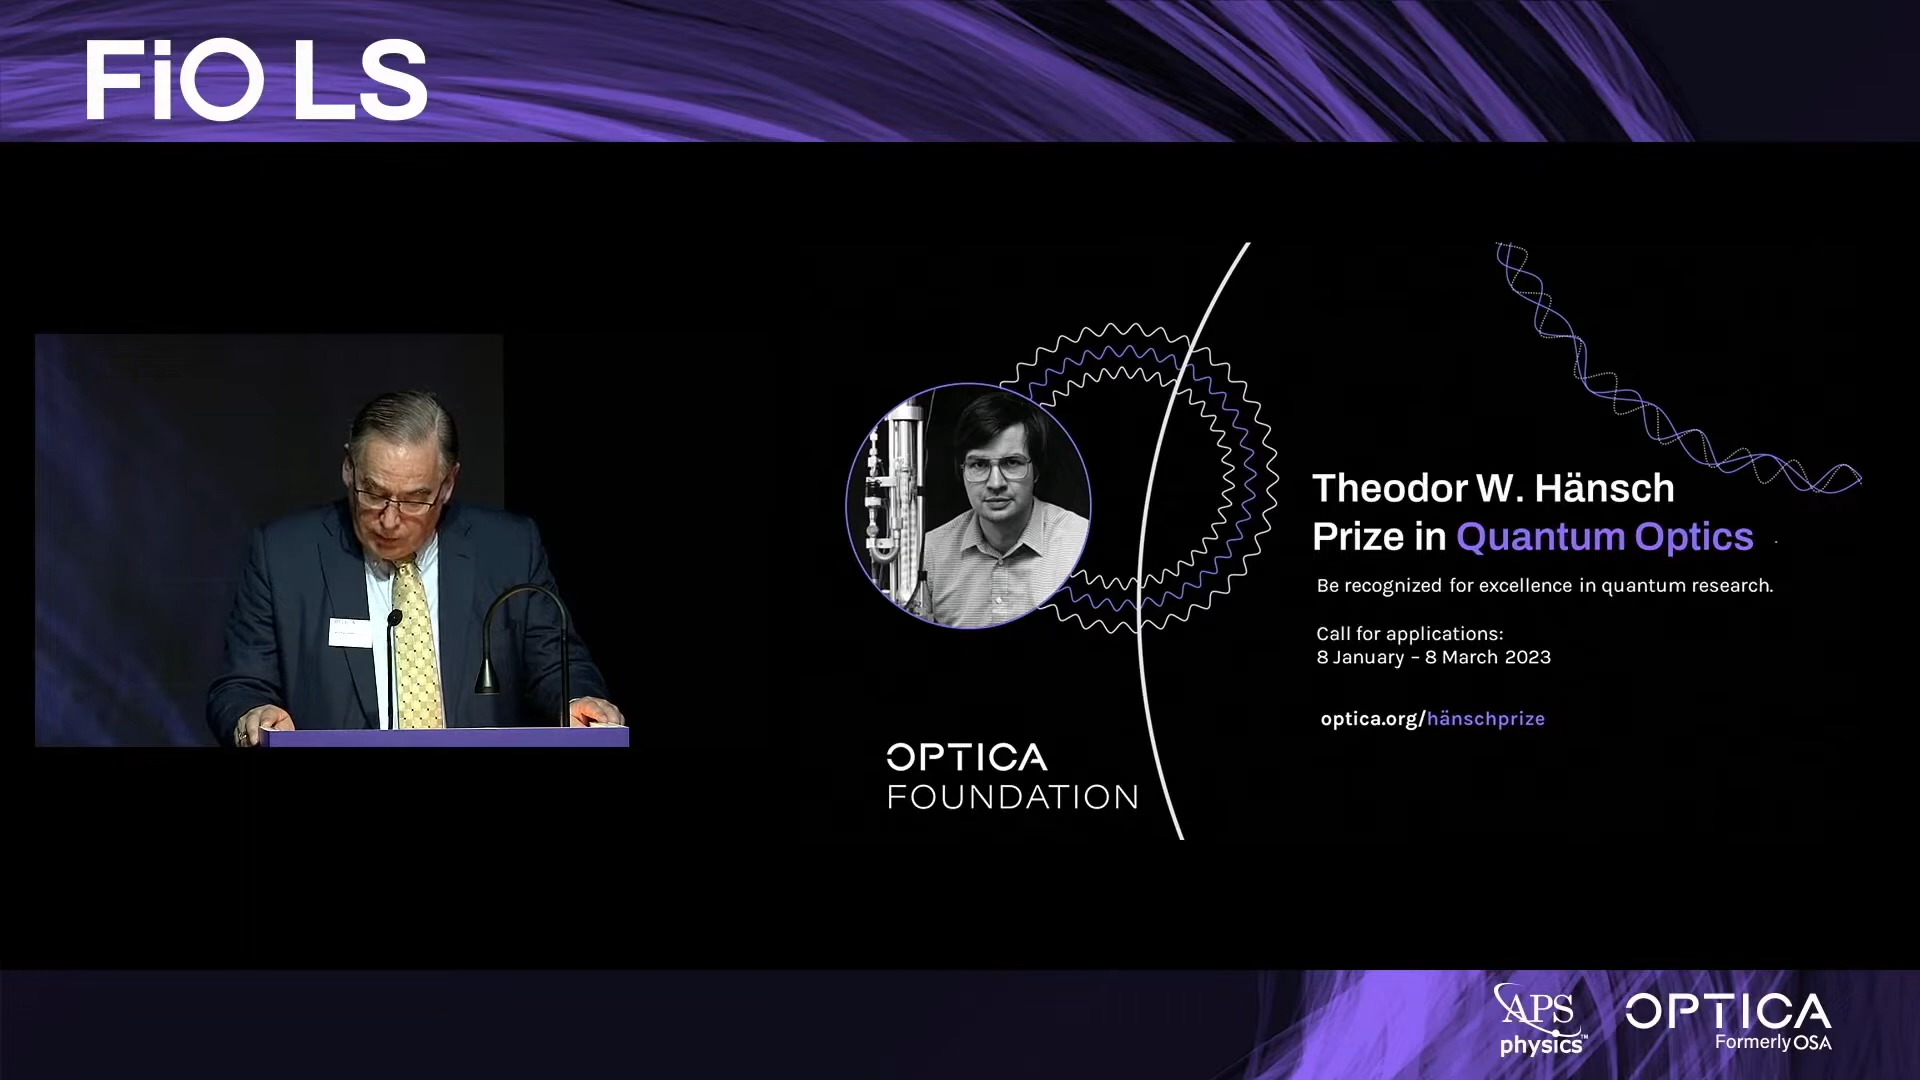 FiO LS
Theodor W. Hänsch
Prize in Quantum Optics
Be recognized for excellence in quantum research.
Call for applications:
8 January – 8 March 2023
optica.org/hänschprize
OPTICA
FOUNDATION
APS
physics™
OPTICA
Formerly OSA